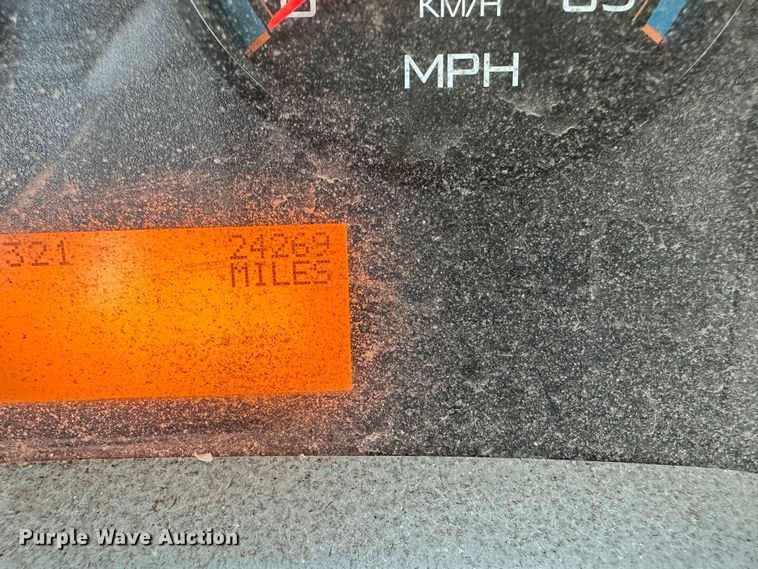 KM/H
MPH
321 24269
MILES
Purple Wave Auction